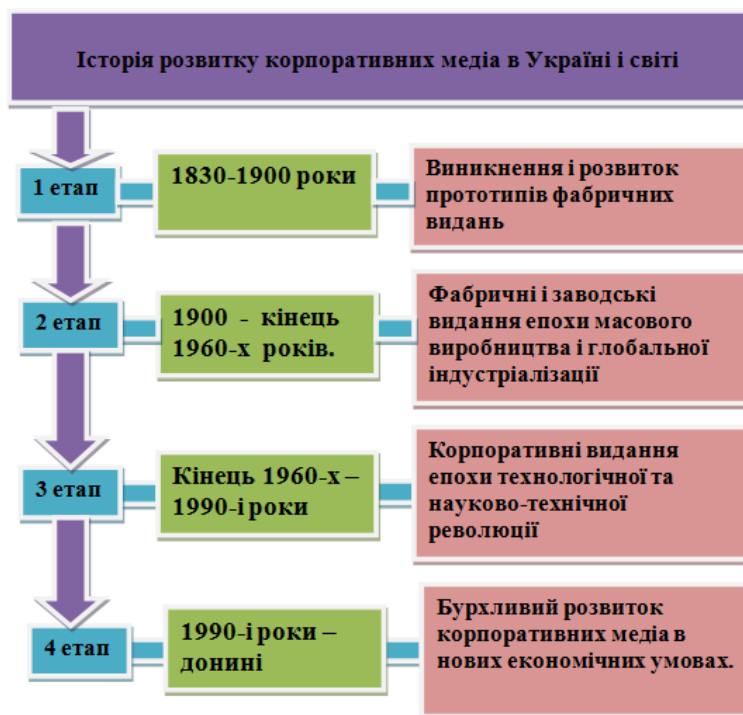 Історія розвитку корпоративних медіа в Україні і світі
1 етап
1830-1900 роки
Виникнення і розвиток
прототипів фабричних
видань
2 етап
1900 - кінець
1960-х років.
Фабричні і заводські
видання епохи масового
виробництва і глобальної
індустріалізації
3 етап
Кінець 1960-х –
1990-і роки
Корпоративні видання
епохи технологічної та
науково-технічної
революції
4 етап
1990-і роки –
донині
Бурхливий розвиток
корпоративних медіа в
нових економічних умовах.